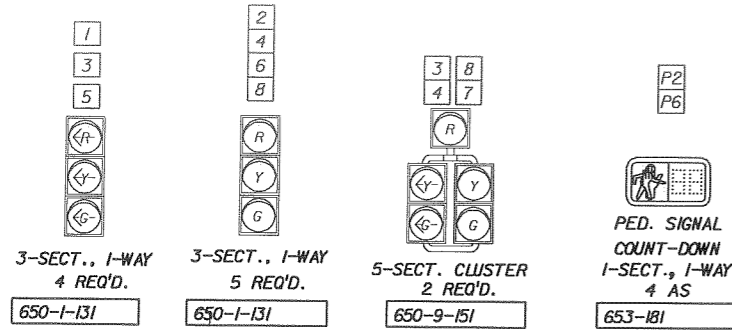 1
3
5
<R-
<Y-
<G-
3-SECT., 1-WAY
4 REQ'D.
650-1-131
2
4
6
8
R
Y
G
3-SECT., 1-WAY
5 REQ'D.
650-1-131
3 8
4 7
R
<Y- Y
<G- G
5-SECT. CLUSTER
2 REQ'D.
650-9-151
P2
P6
PED. SIGNAL
COUNT-DOWN
1-SECT., 1-WAY
4 AS
653-181